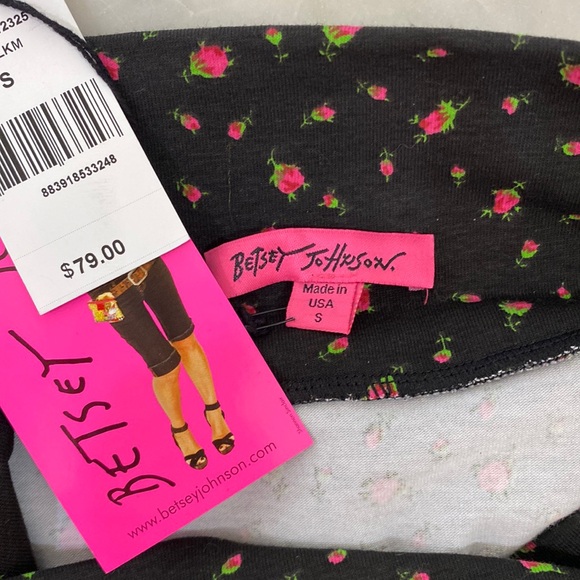 2325
LKM
S
883918533248
$79.00
BETSEY
www.betseyjohnson.com
BETSEY JOHNSON.
Made in
USA
S